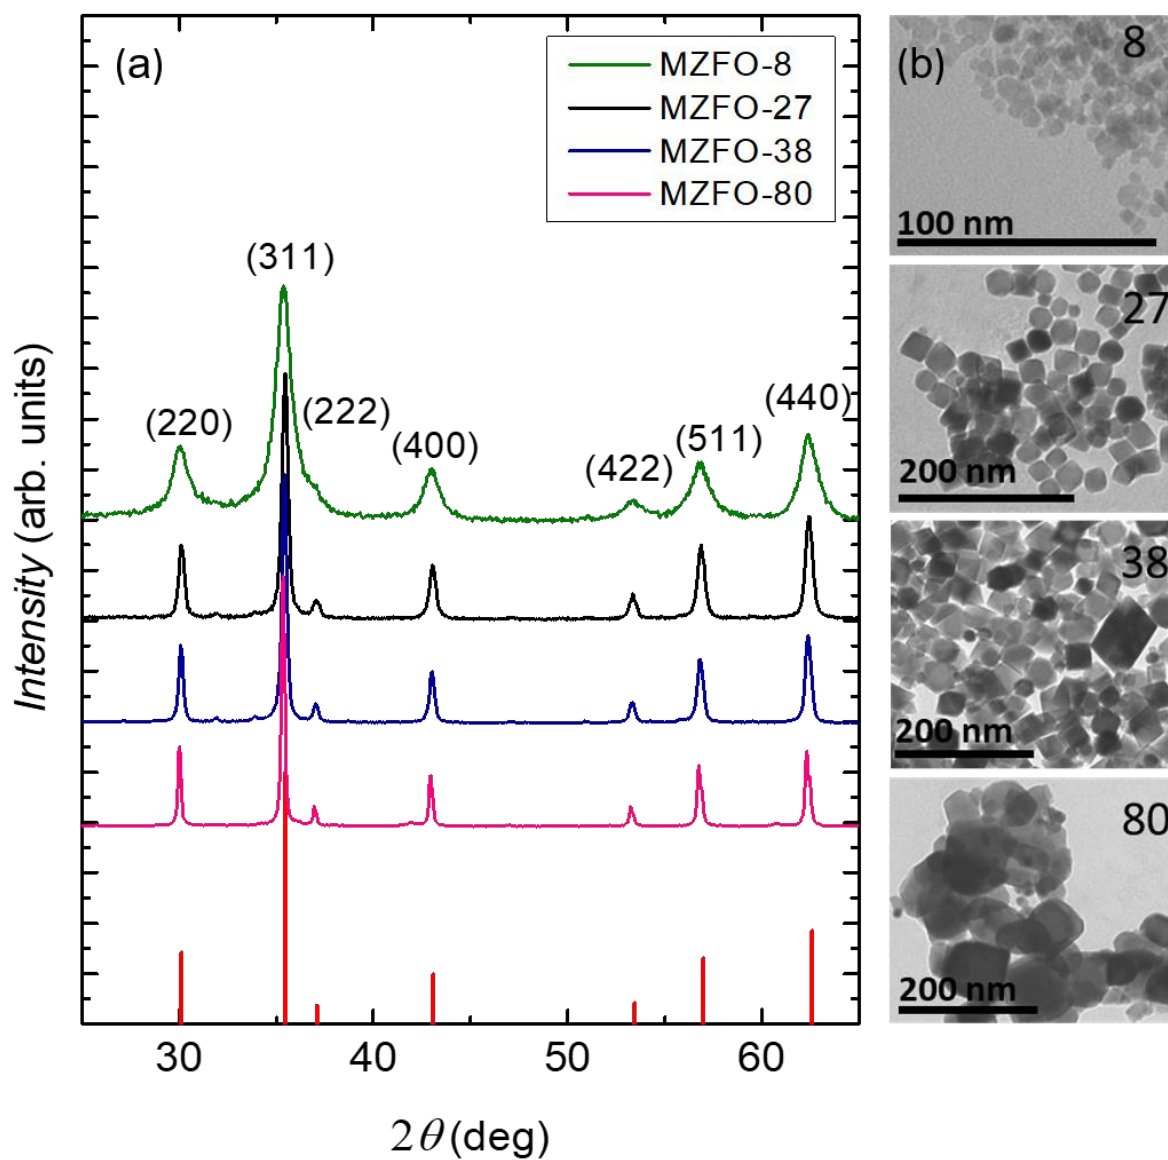 (a)
MZFO-8
MZFO-27
MZFO-38
MZFO-80
(311)
(220)
(222)
(400)
(422)
(511)
(440)
Intensity (arb. units)
30
40
50
60
2θ (deg)
(b)
8
100 nm
27
200 nm
38
200 nm
80
200 nm